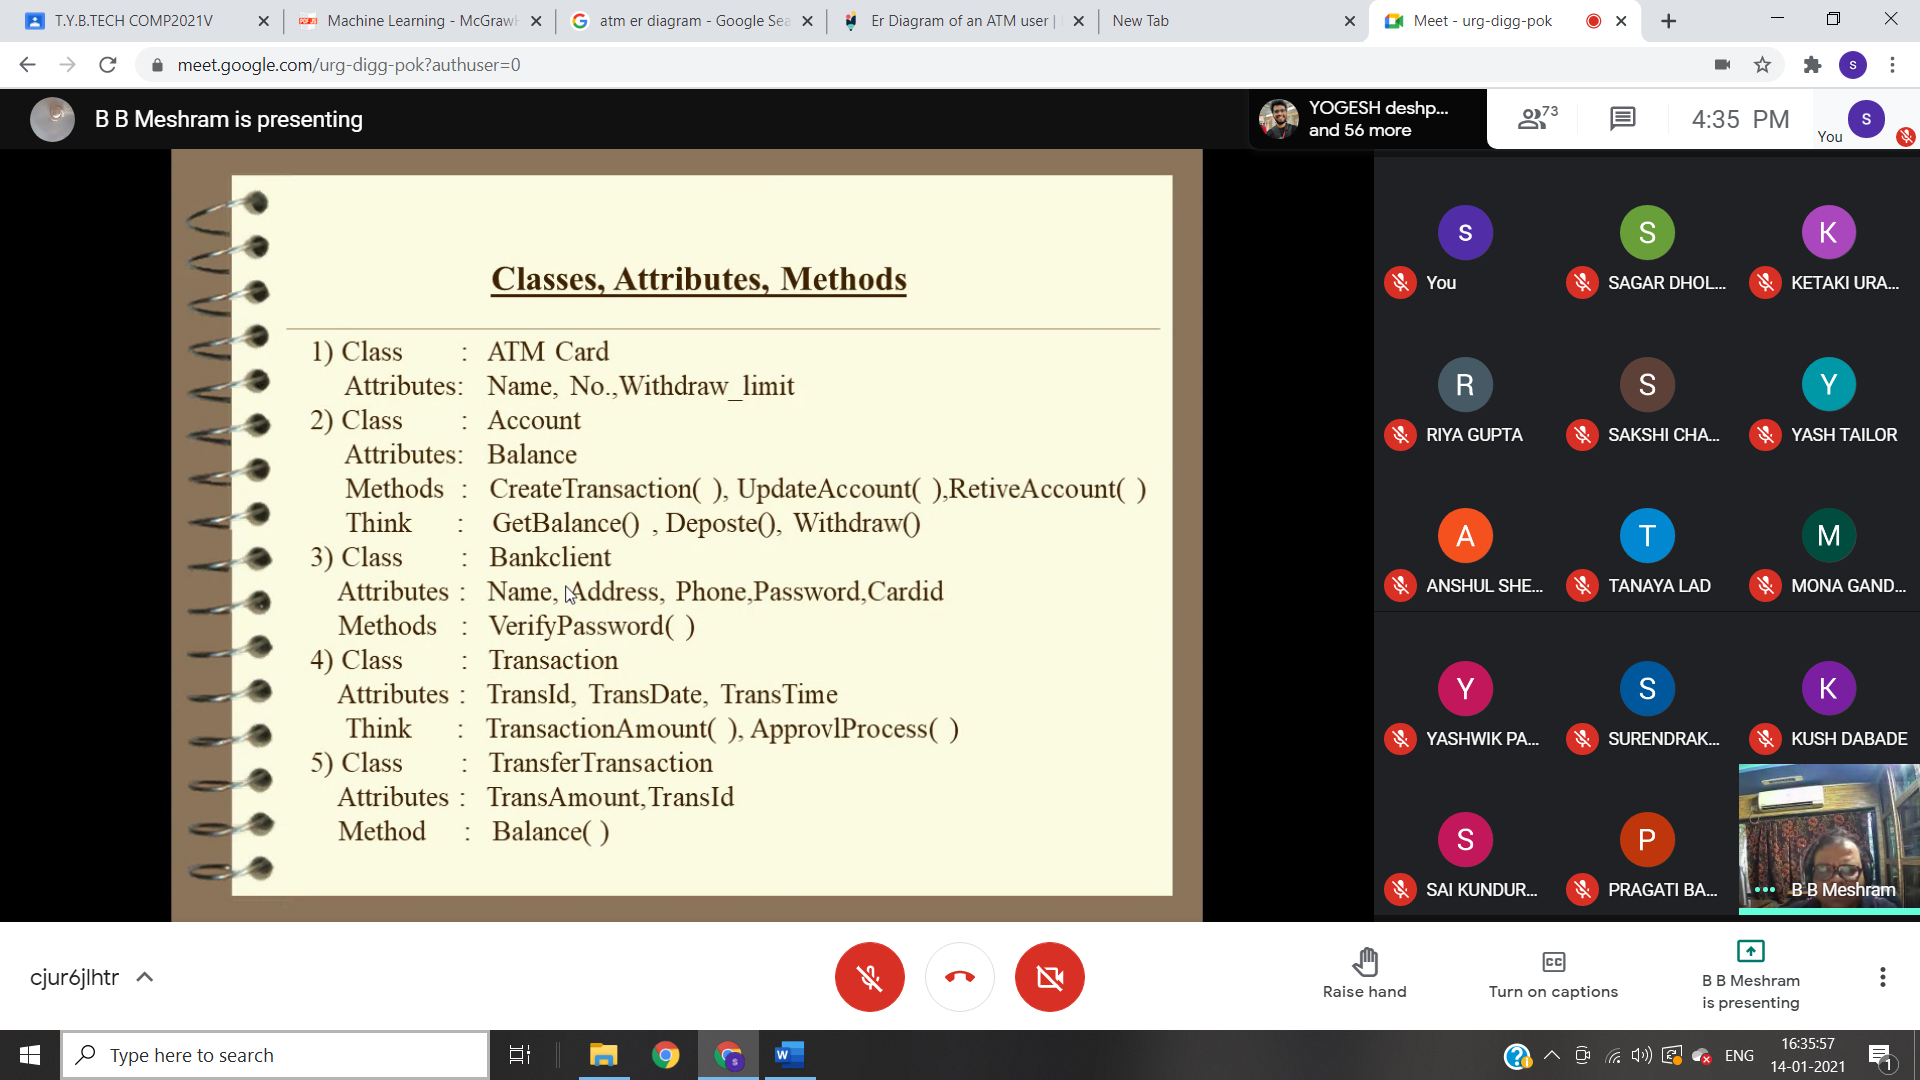 T.Y.B.TECH COMP2021V
Machine Learning - McGrawH
atm er diagram - Google Sea
Er Diagram of an ATM user |
New Tab
Meet - urg-digg-pok
meet.google.com/urg-digg-pok?authuser=0
S
B B Meshram is presenting
YOGESH deshp...
and 56 more
73
4:35 PM
You
S
Classes, Attributes, Methods
1) Class : ATM Card
Attributes: Name, No.,Withdraw_limit
2) Class : Account
Attributes: Balance
Methods : CreateTransaction( ), UpdateAccount( ),RetiveAccount( )
Think : GetBalance() , Deposte(), Withdraw()
3) Class : Bankclient
Attributes : Name, Address, Phone,Password,Cardid
Methods : VerifyPassword( )
4) Class : Transaction
Attributes : TransId, TransDate, TransTime
Think : TransactionAmount( ), ApprovlProcess( )
5) Class : TransferTransaction
Attributes : TransAmount,TransId
Method : Balance( )
s S K
You SAGAR DHOL... KETAKI URA...
R S Y
RIYA GUPTA SAKSHI CHA... YASH TAILOR
A T M
ANSHUL SHE... TANAYA LAD MONA GAND...
Y S K
YASHWIK PA... SURENDRAK... KUSH DABADE
S P
SAI KUNDUR... PRAGATI BA... B B Meshram
cjur6jlhtr
Raise hand
CC
Turn on captions
B B Meshram
is presenting
Type here to search
W
ENG
16:35:57
14-01-2021
1